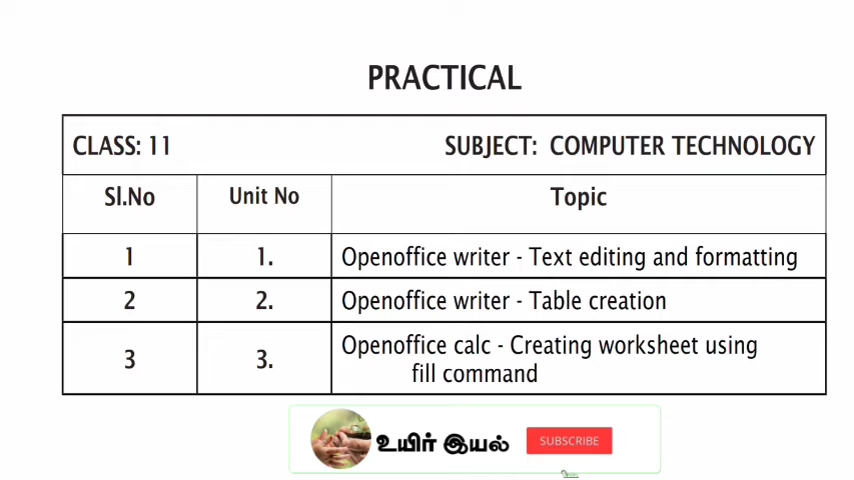 PRACTICAL
CLASS: 11 SUBJECT: COMPUTER TECHNOLOGY
Sl.No Unit No Topic
1 1. Openoffice writer - Text editing and formatting
2 2. Openoffice writer - Table creation
3 3. Openoffice calc - Creating worksheet using
fill command
உயிர் இயல் SUBSCRIBE